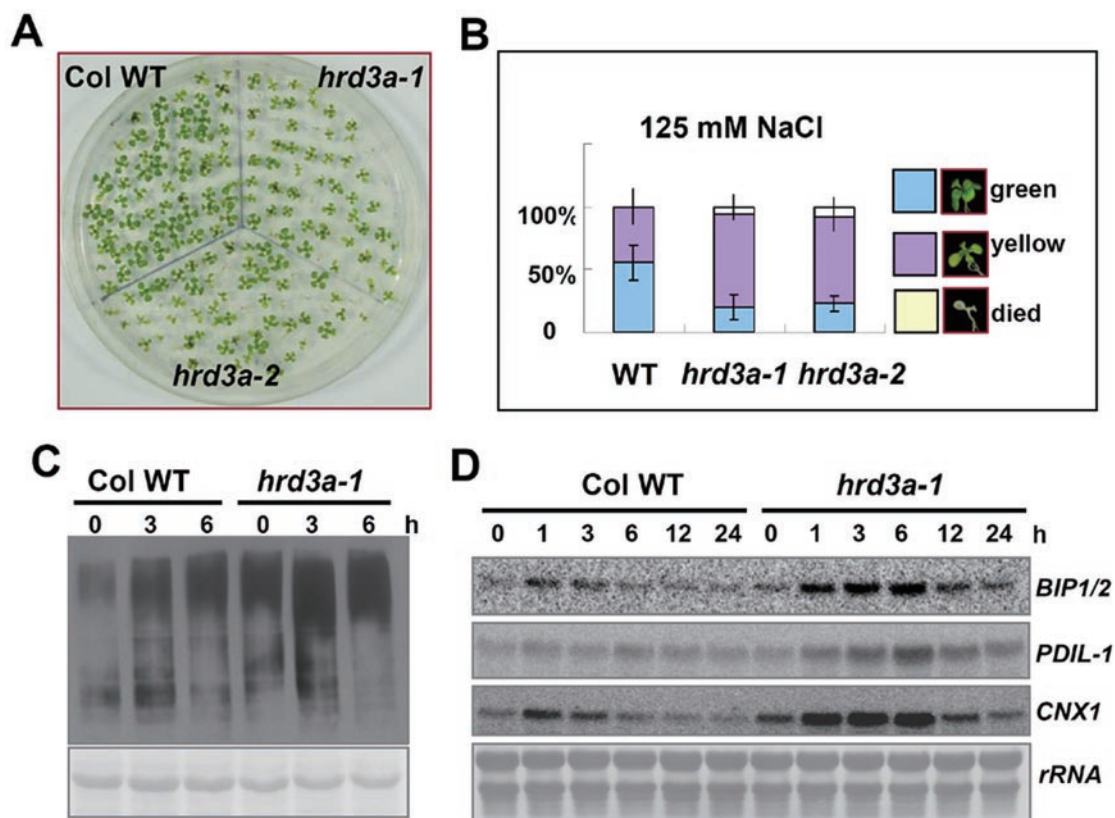 A
Col WT
hrd3a-1
hrd3a-2
B
125 mM NaCl
100%
50%
0
WT hrd3a-1 hrd3a-2
green
yellow
died
C
Col WT hrd3a-1
0 3 6 0 3 6 h
D
Col WT hrd3a-1
0 1 3 6 12 24 0 1 3 6 12 24 h
BIP1/2
PDIL-1
CNX1
rRNA